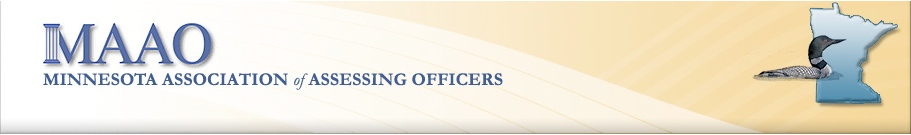 MAAO
MINNESOTA ASSOCIATION of ASSESSING OFFICERS